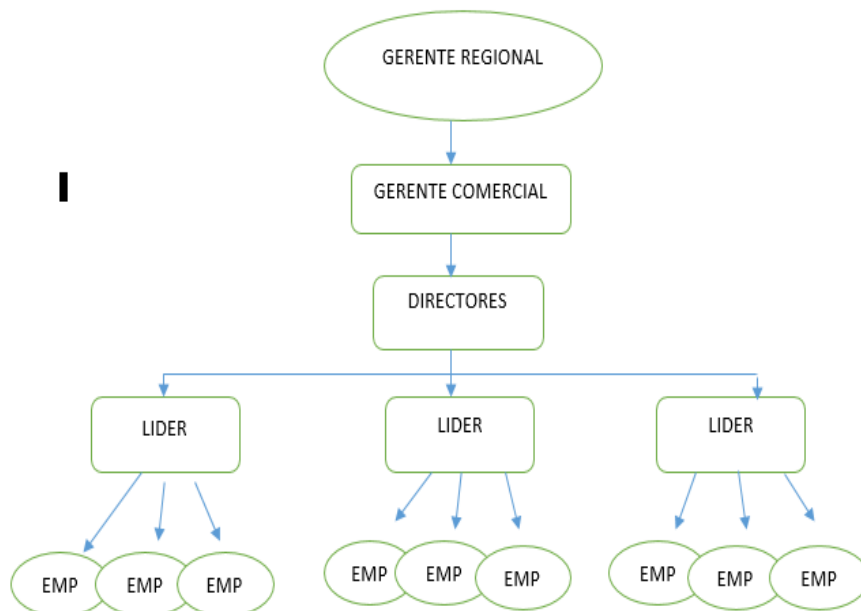 GERENTE REGIONAL
GERENTE COMERCIAL
DIRECTORES
LIDER
LIDER
LIDER
EMP
EMP
EMP
EMP
EMP
EMP
EMP
EMP
EMP